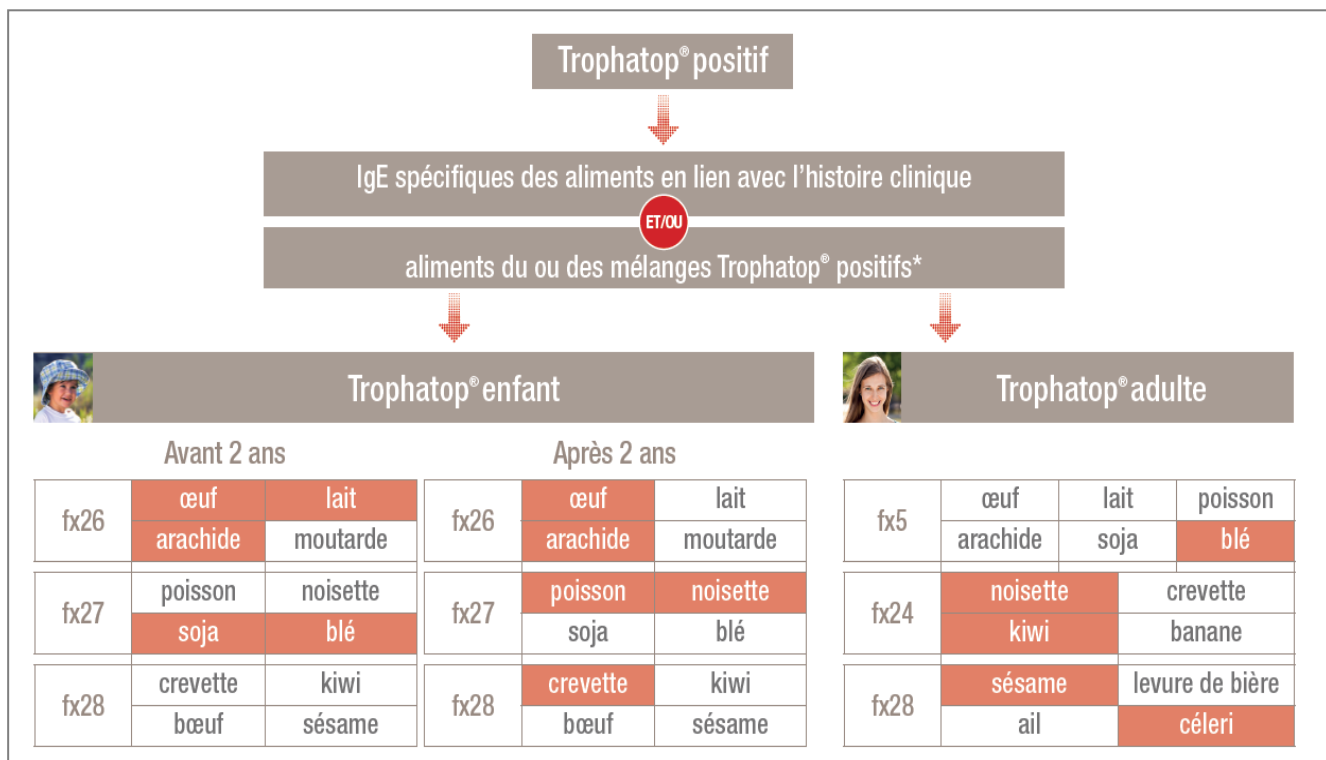 Trophatop® positif
IgE spécifiques des aliments en lien avec l'histoire clinique
ET/OU
aliments du ou des mélanges Trophatop® positifs*
Trophatop® enfant
Avant 2 ans
fx26
œuf lait
arachide moutarde
fx27
poisson noisette
soja blé
fx28
crevette kiwi
bœuf sésame
Après 2 ans
fx26
œuf lait
arachide moutarde
fx27
poisson noisette
soja blé
fx28
crevette kiwi
bœuf sésame
Trophatop® adulte
fx5
œuf lait poisson
arachide soja blé
fx24
noisette crevette
kiwi banane
fx28
sésame levure de bière
ail céleri